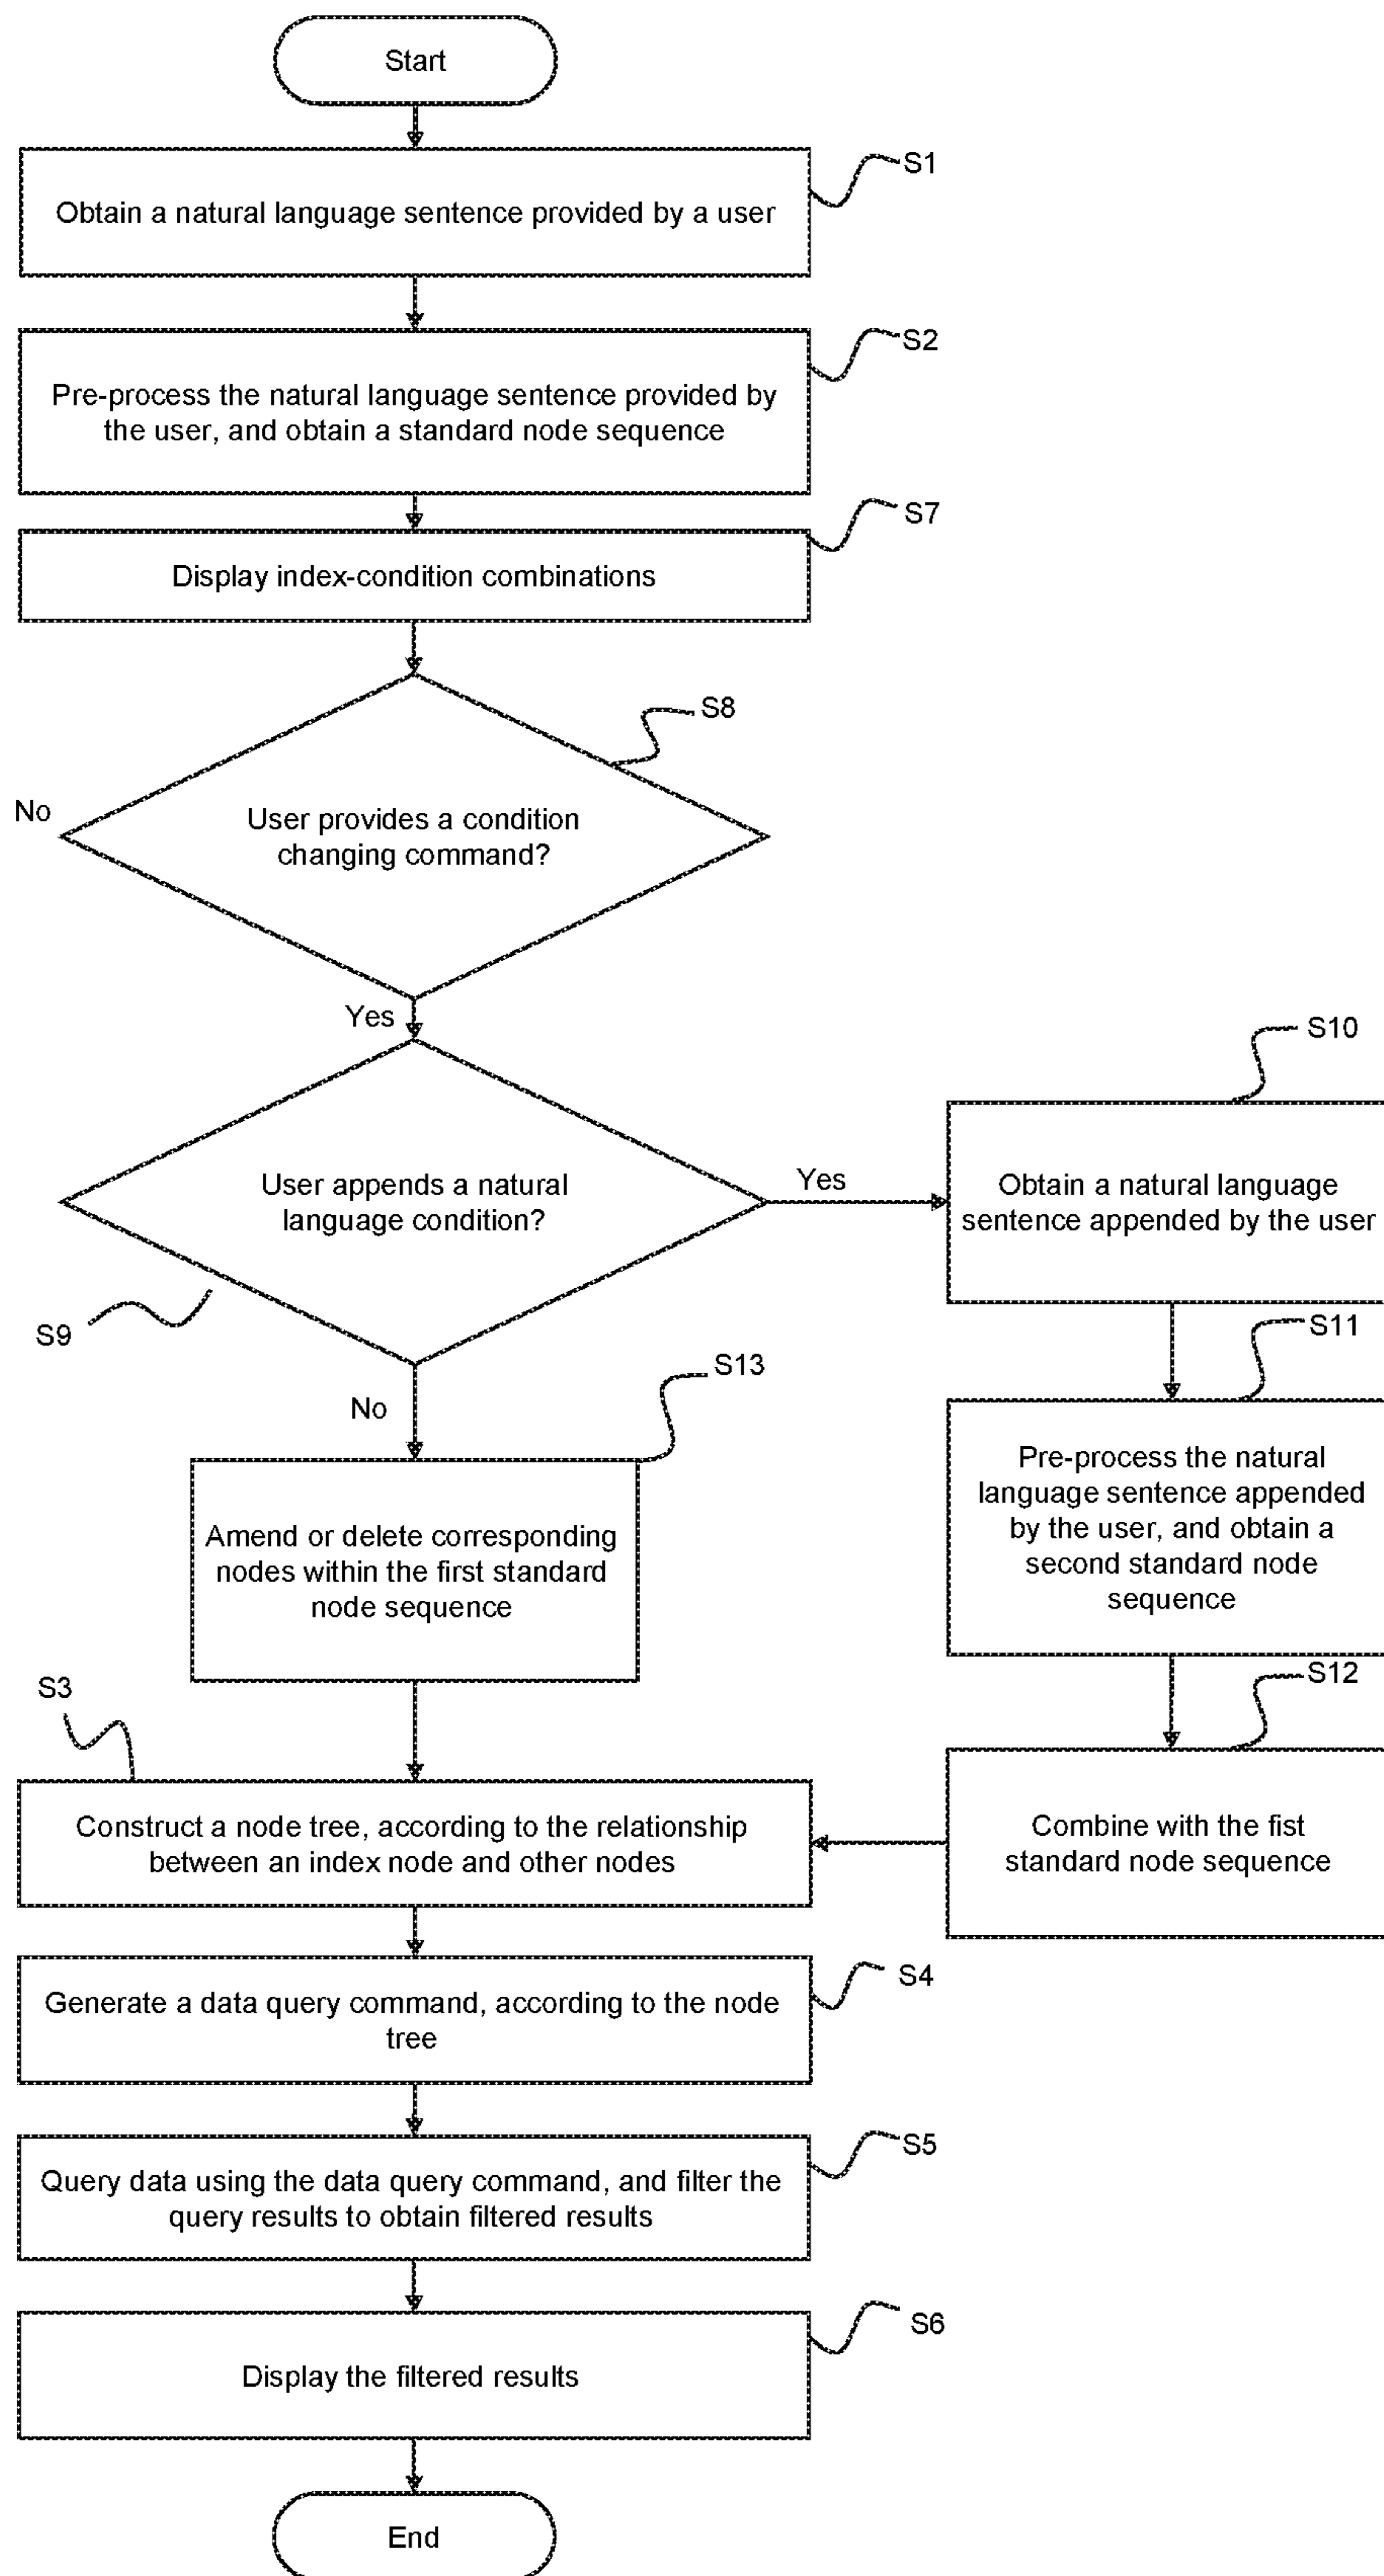 Start
S1
Obtain a natural language sentence provided by a user
S2
Pre-process the natural language sentence provided by
the user, and obtain a standard node sequence
S7
Display index-condition combinations
S8
No
User provides a condition
changing command?
Yes
S10
User appends a natural
language condition?
Yes
Obtain a natural language
sentence appended by the user
S9
S11
No
S13
Pre-process the natural
language sentence appended
by the user, and obtain a
second standard node
sequence
Amend or delete corresponding
nodes within the first standard
node sequence
S3
S12
Construct a node tree, according to the relationship
between an index node and other nodes
Combine with the fist
standard node sequence
S4
Generate a data query command, according to the node
tree
S5
Query data using the data query command, and filter the
query results to obtain filtered results
S6
Display the filtered results
End